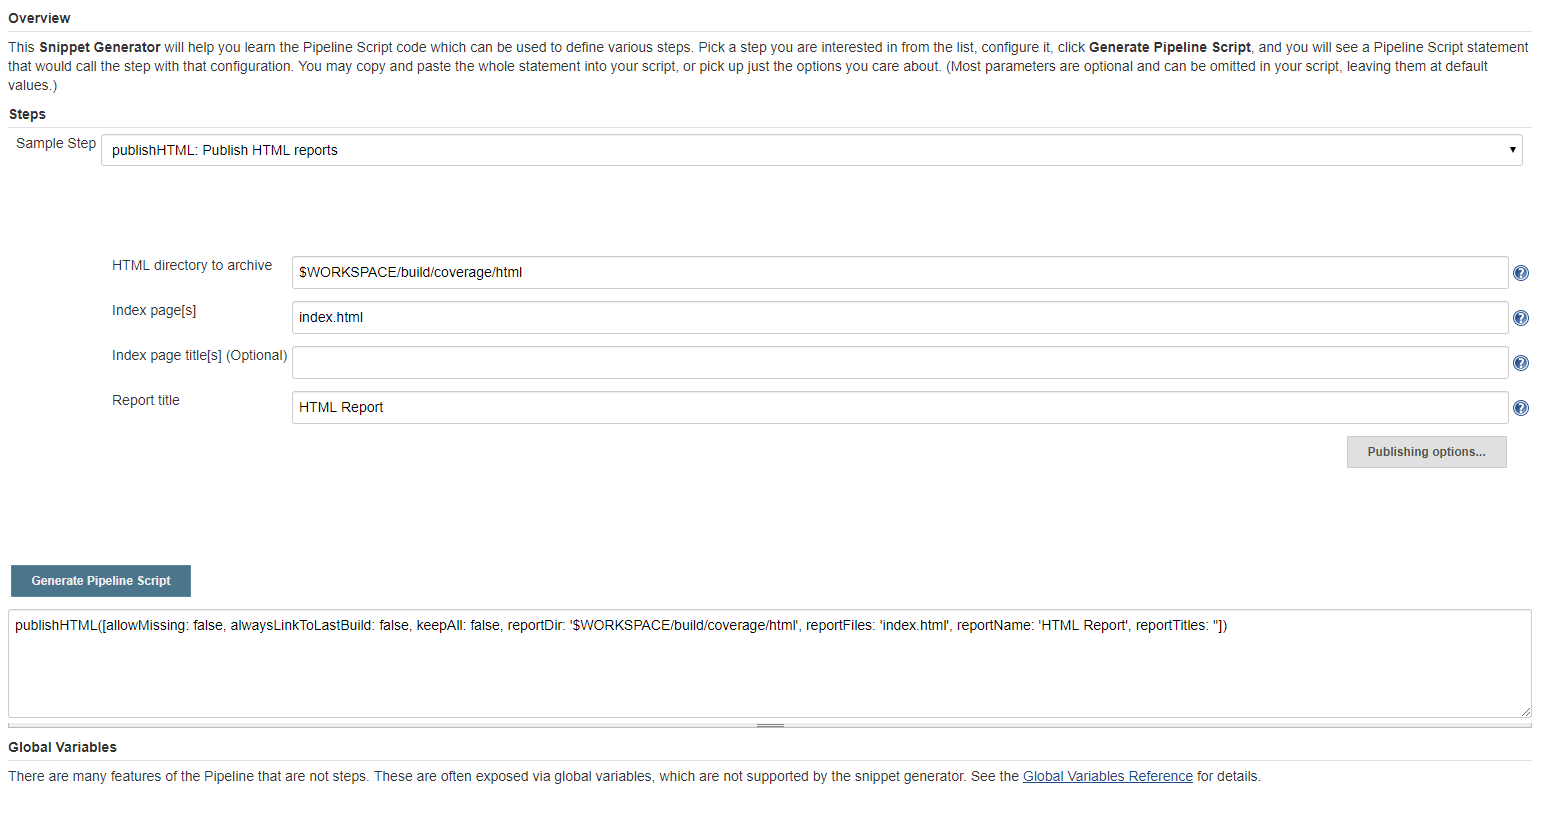 Overview
This Snippet Generator will help you learn the Pipeline Script code which can be used to define various steps. Pick a step you are interested in from the list, configure it, click Generate Pipeline Script, and you will see a Pipeline Script statement
that would call the step with that configuration. You may copy and paste the whole statement into your script, or pick up just the options you care about. (Most parameters are optional and can be omitted in your script, leaving them at default
values.)
Steps
Sample Step
publishHTML: Publish HTML reports
HTML directory to archive
$WORKSPACE/build/coverage/html
Index page[s]
index.html
Index page title[s] (Optional)
Report title
HTML Report
Publishing options...
Generate Pipeline Script
publishHTML([allowMissing: false, alwaysLinkToLastBuild: false, keepAll: false, reportDir: '$WORKSPACE/build/coverage/html', reportFiles: 'index.html', reportName: 'HTML Report', reportTitles: ''])
Global Variables
There are many features of the Pipeline that are not steps. These are often exposed via global variables, which are not supported by the snippet generator. See the Global Variables Reference for details.